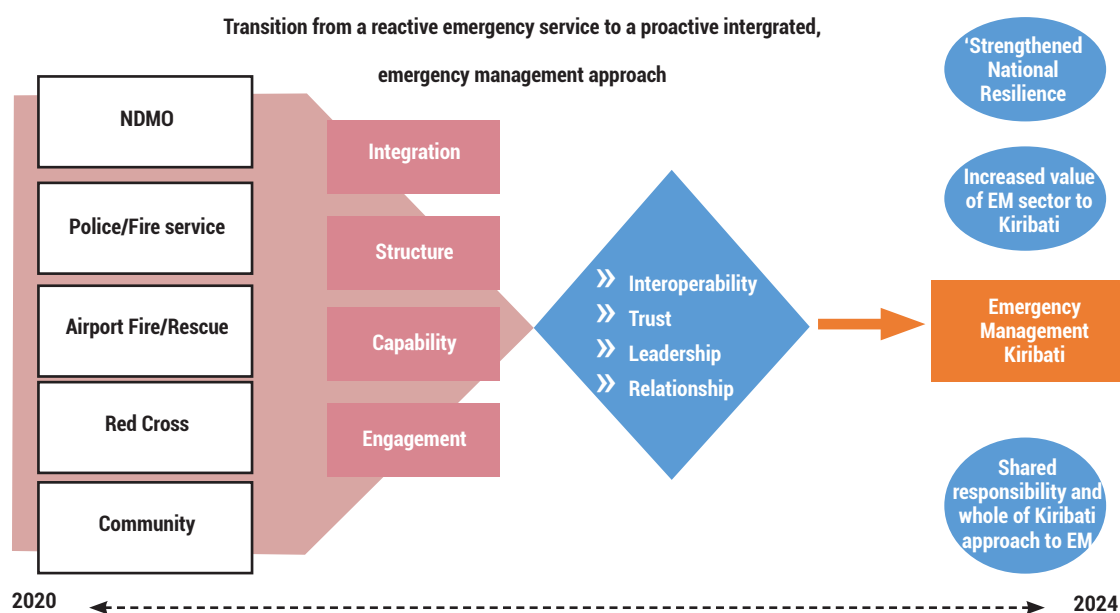 Transition from a reactive emergency service to a proactive intergrated,
emergency management approach
NDMO
Police/Fire service
Airport Fire/Rescue
Red Cross
Community
Integration
Structure
Capability
Engagement
» Interoperability
» Trust
» Leadership
» Relationship
‘Strengthened
National
Resilience
Increased value
of EM sector to
Kiribati
Emergency
Management
Kiribati
Shared
responsibility and
whole of Kiribati
approach to EM
2020
2024